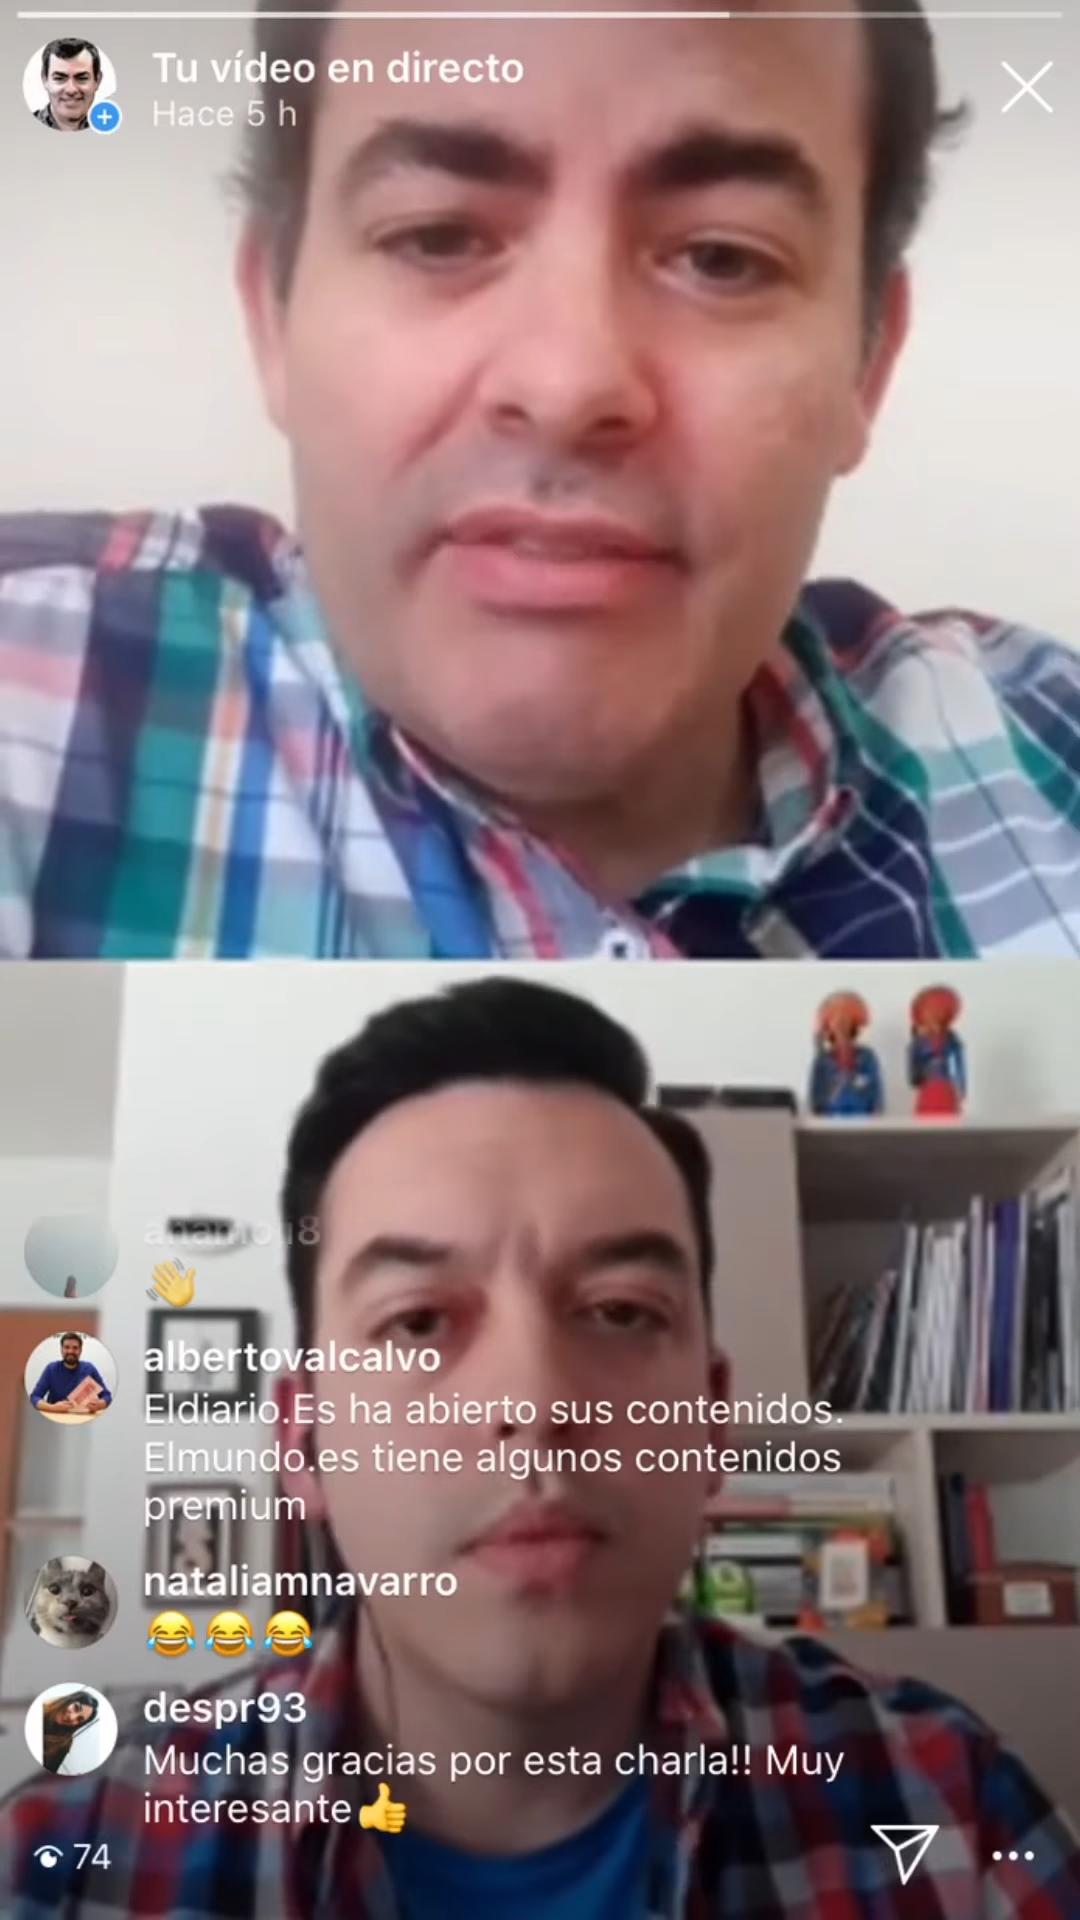 Tu vídeo en directo
Hace 5 h
👋
albertovalcalvo
Eldiario.Es ha abierto sus contenidos.
Elmundo.es tiene algunos contenidos
premium
nataliamnavarro
😂😂😂
despr93
Muchas gracias por esta charla!! Muy
interesante👍
74